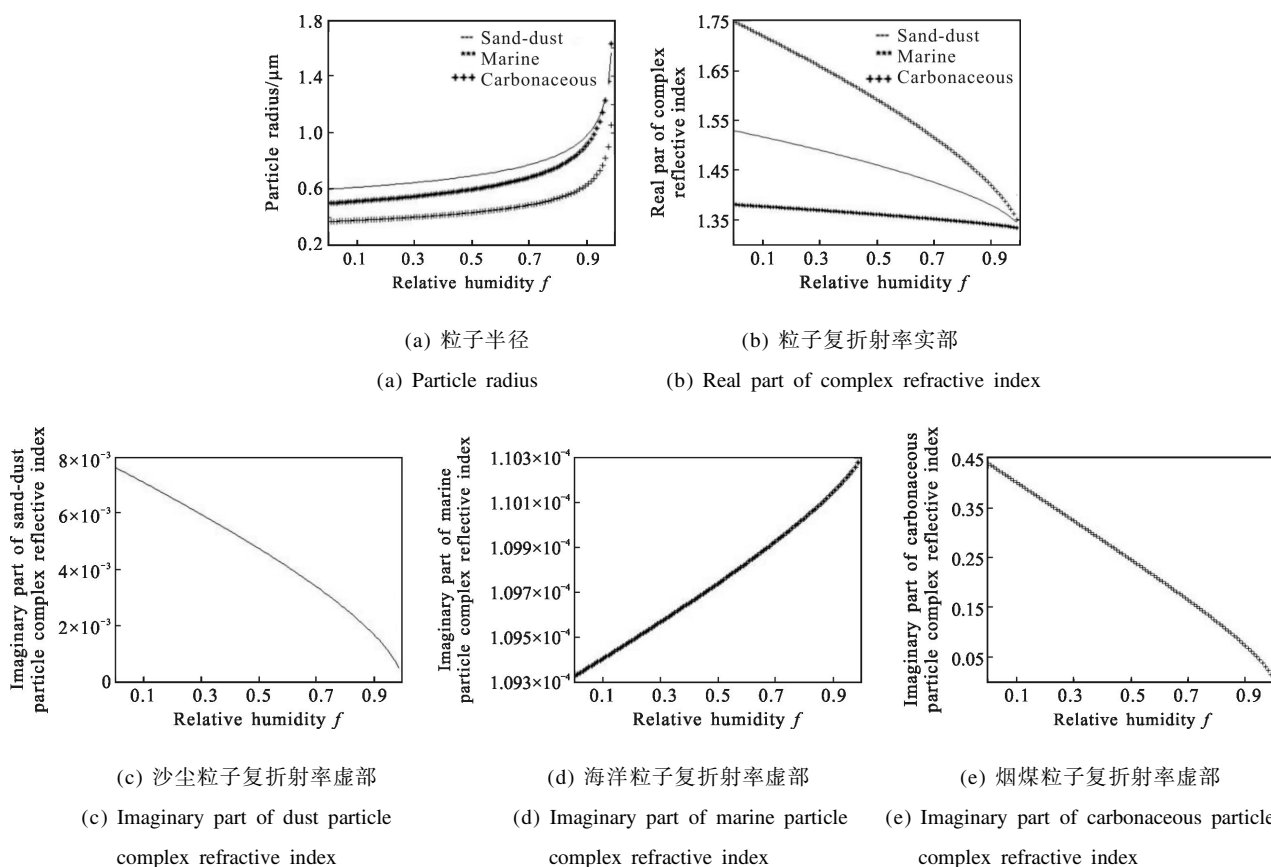 1.8
1.4
1.0
0.6
0.2
Particle radius/μm
Sand-dust
Marine
Carbonaceous
0.1 0.3 0.5 0.7 0.9
Relative humidity f
(a) 粒子半径
(a) Particle radius
1.75
1.65
1.55
1.45
1.35
Real par of complex
reflective index
Sand-dust
Marine
Carbonaceous
0.1 0.3 0.5 0.7 0.9
Relative humidity f
(b) 粒子复折射率实部
(b) Real part of complex refractive index
Imaginary part of sand-dust
particle complex reflective index
8×10⁻³
6×10⁻³
4×10⁻³
2×10⁻³
0
0.1 0.3 0.5 0.7 0.9
Relative humidity f
(c) 沙尘粒子复折射率虚部
(c) Imaginary part of dust particle
complex refractive index
Imaginary part of marine
particle complex reflective index
1.103×10⁻⁴
1.101×10⁻⁴
1.099×10⁻⁴
1.097×10⁻⁴
1.095×10⁻⁴
1.093×10⁻⁴
0.1 0.3 0.5 0.7 0.9
Relative humidity f
(d) 海洋粒子复折射率虚部
(d) Imaginary part of marine particle
complex refractive index
Imaginary part of carbonaceous
particle complex reflective index
0.45
0.35
0.25
0.15
0.05
0.1 0.3 0.5 0.7 0.9
Relative humidity f
(e) 烟煤粒子复折射率虚部
(e) Imaginary part of carbonaceous particle
complex refractive index